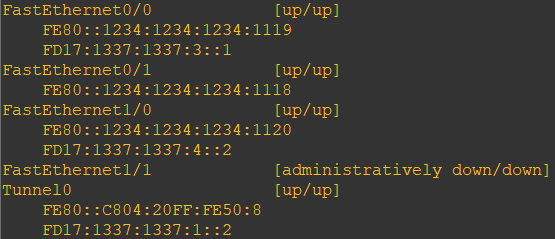 FastEthernet0/0            [up/up]
    FE80::1234:1234:1234:1119
    FD17:1337:1337:3::1
FastEthernet0/1            [up/up]
    FE80::1234:1234:1234:1118
FastEthernet1/0            [up/up]
    FE80::1234:1234:1234:1120
    FD17:1337:1337:4::2
FastEthernet1/1            [administratively down/down]
Tunnel0                    [up/up]
    FE80::C804:20FF:FE50:8
    FD17:1337:1337:1::2